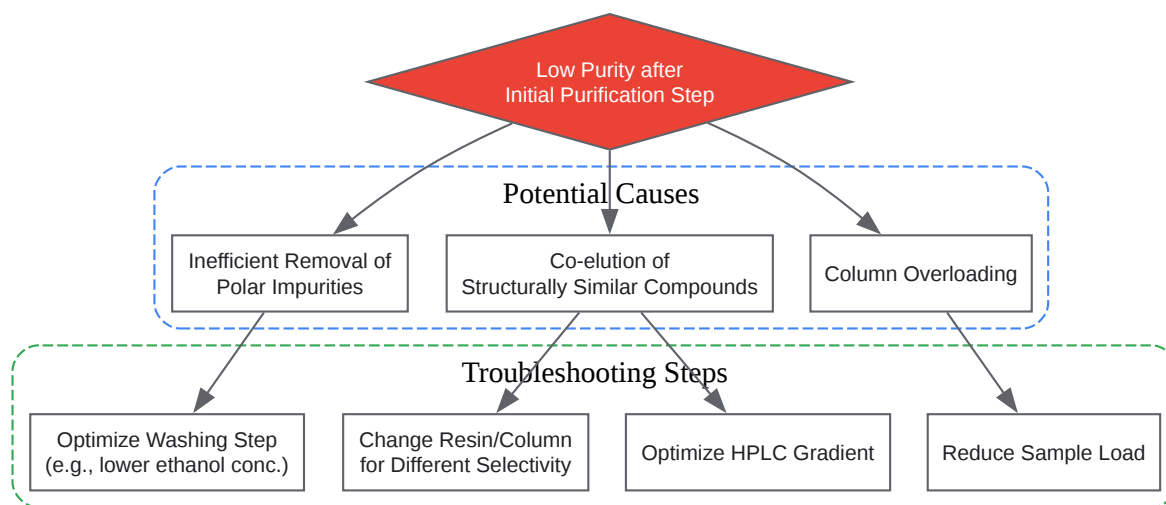 Low Purity after
Initial Purification Step
Potential Causes
Inefficient Removal of
Polar Impurities
Co-elution of
Structurally Similar Compounds
Column Overloading
Troubleshooting Steps
Optimize Washing Step
(e.g., lower ethanol conc.)
Change Resin/Column
for Different Selectivity
Optimize HPLC Gradient
Reduce Sample Load